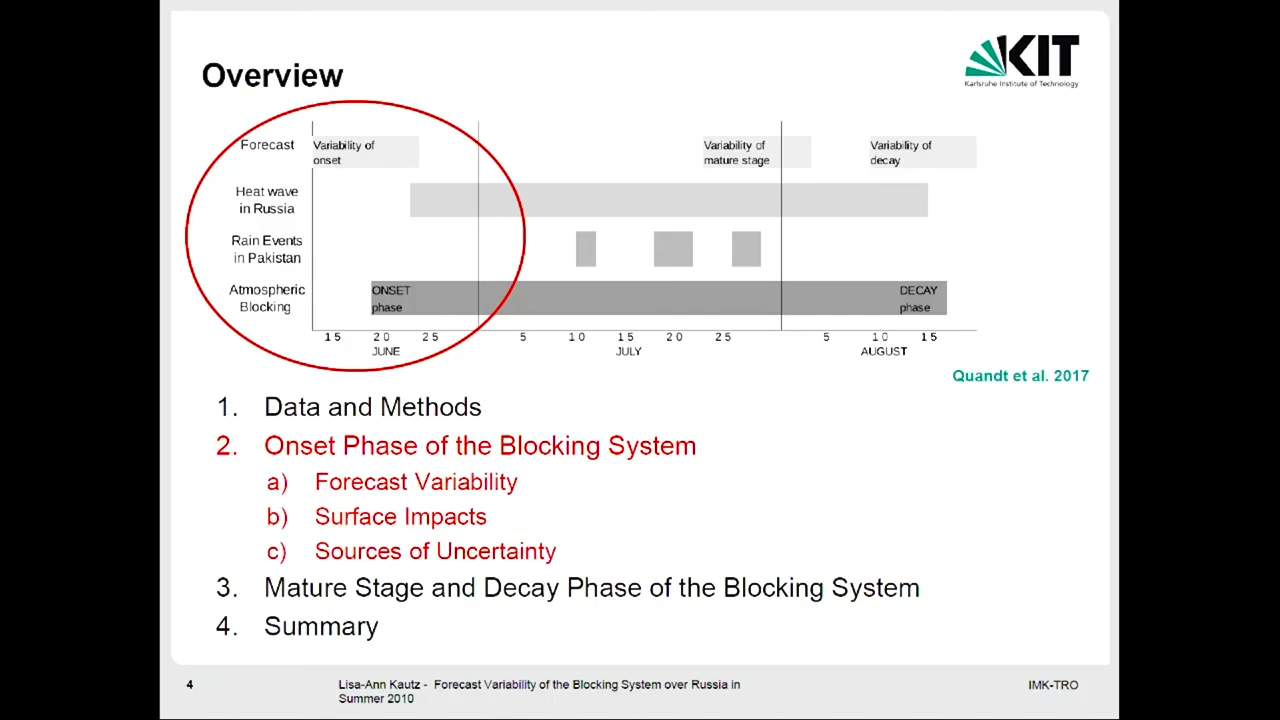 Overview
KIT
Karlsruhe Institute of Technology
Forecast
Variability of
onset
Variability of
mature stage
Variability of
decay
Heat wave
in Russia
Rain Events
in Pakistan
Atmospheric
Blocking
ONSET
phase
DECAY
phase
15 20 25 5 10 15 20 25 5 10 15
JUNE JULY AUGUST
Quandt et al. 2017
1. Data and Methods
2. Onset Phase of the Blocking System
a) Forecast Variability
b) Surface Impacts
c) Sources of Uncertainty
3. Mature Stage and Decay Phase of the Blocking System
4. Summary
4
Lisa-Ann Kautz - Forecast Variability of the Blocking System over Russia in
Summer 2010
IMK-TRO